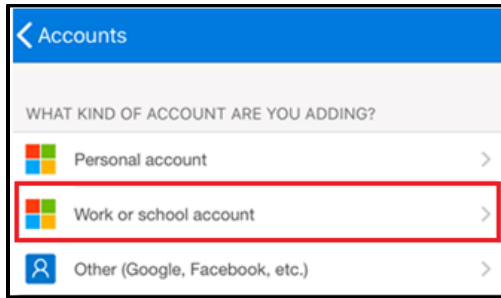 Accounts
WHAT KIND OF ACCOUNT ARE YOU ADDING?
Personal account
Work or school account
Other (Google, Facebook, etc.)